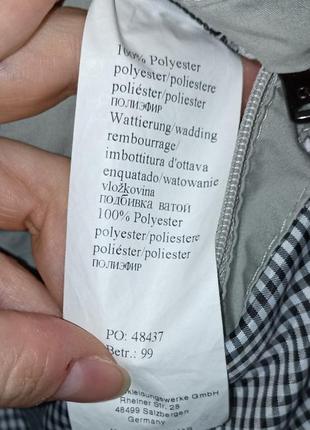 100% Polyester
polyester/poliestere
poliéster/poliester
ПОЛИЭФИР
Wattierung/wadding
rembourrage/
imbottitura d'ottava
enquatado/watowanie
vložkovina
подбивка ватой
100% Polyester
polyester/poliestere
poliéster/poliester
ПОЛИЭФИР
PO: 48437
Betr.: 99
GmbH
Rheiner Str. 28
48499 Salzbergen
Germany